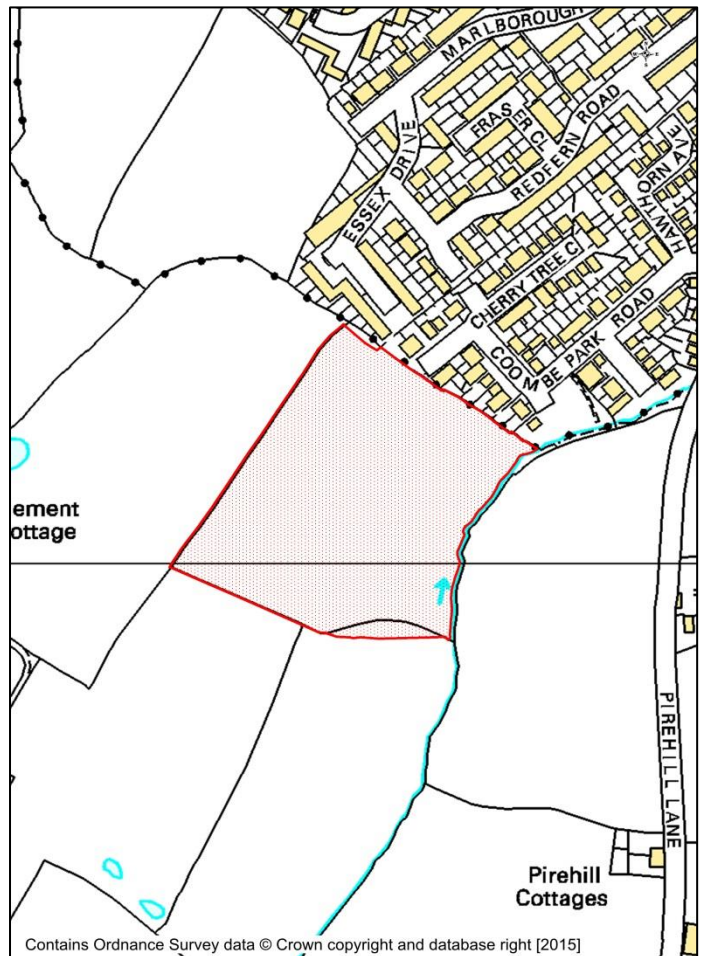 MARLBOROUGH
FRASER CL
REDFERN ROAD
ESSEX DRIVE
HAWTHORN AVE
CHERRY TREE C
COOMBE PARK ROAD
ement
ottage
PIREHILL LANE
Pirehill
Cottages
Contains Ordnance Survey data © Crown copyright and database right [2015]